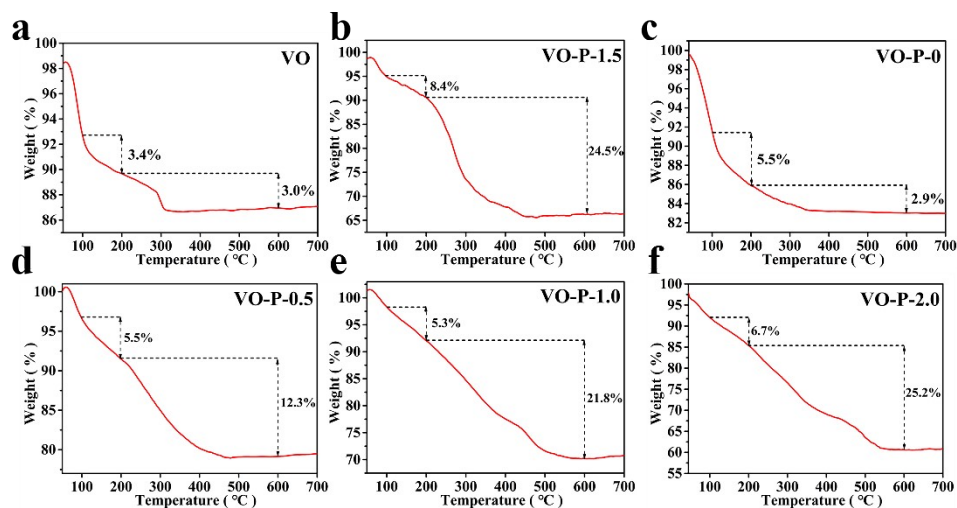 a
VO
100
98
96
94
92
90
88
86
Weight ( % )
3.4%
3.0%
100 200 300 400 500 600 700
Temperature ( °C )
b
VO-P-1.5
100
95
90
85
80
75
70
65
Weight ( % )
8.4%
24.5%
100 200 300 400 500 600 700
Temperature ( °C )
c
VO-P-0
100
98
96
94
92
90
88
86
84
83
Weight ( % )
5.5%
2.9%
100 200 300 400 500 600 700
Temperature ( °C )
d
VO-P-0.5
100
95
90
85
80
Weight ( % )
5.5%
12.3%
100 200 300 400 500 600 700
Temperature ( °C )
e
VO-P-1.0
100
95
90
85
80
75
70
Weight ( % )
5.3%
21.8%
100 200 300 400 500 600 700
Temperature ( °C )
f
VO-P-2.0
100
95
90
85
80
75
70
65
60
55
Weight ( % )
6.7%
25.2%
100 200 300 400 500 600 700
Temperature ( °C )